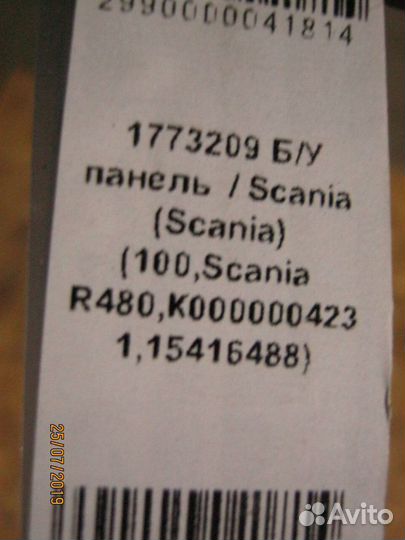 2990000041814
1773209 Б/У
панель / Scania
(Scania)
(100,Scania
R480,K000000423
1,15416488)
25/07/2019
Avito